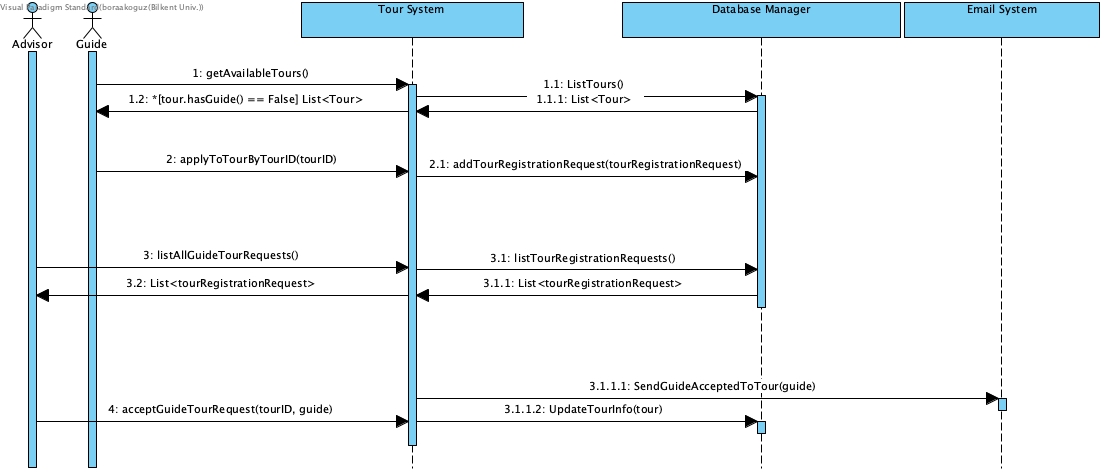 Visual Paradigm Standard(boraakoguz(Bilkent Univ.))
Tour System
Database Manager
Email System
Advisor
Guide
1: getAvailableTours()
1.1: ListTours()
1.2: *[tour.hasGuide() == False] List<Tour>
1.1.1: List<Tour>
2: applyToTourByTourID(tourID)
2.1: addTourRegistrationRequest(tourRegistrationRequest)
3: listAllGuideTourRequests()
3.1: listTourRegistrationRequests()
3.2: List<tourRegistrationRequest>
3.1.1: List<tourRegistrationRequest>
3.1.1.1: SendGuideAcceptedToTour(guide)
4: acceptGuideTourRequest(tourID, guide)
3.1.1.2: UpdateTourInfo(tour)